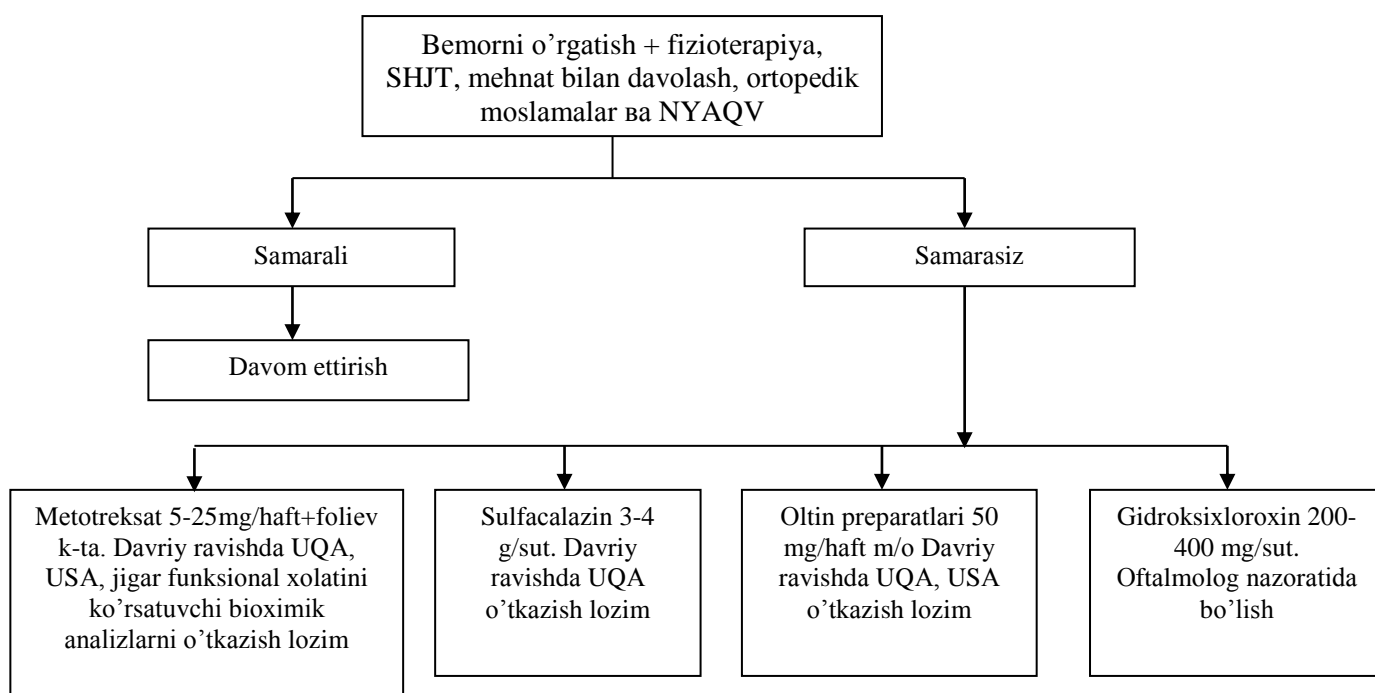 Bemorni o’rgatish + fizioterapiya,
SHJT, mehnat bilan davolash, ortopedik
moslamalar ва NYAQV
Samarali
Samarasiz
Davom ettirish
Metotreksat 5-25mg/haft+foliev
k-ta. Davriy ravishda UQA,
USA, jigar funksional xolatini
ko’rsatuvchi bioximik
analizlarni o’tkazish lozim
Sulfacalazin 3-4
g/sut. Davriy
ravishda UQA
o’tkazish lozim
Oltin preparatlari 50
mg/haft m/o Davriy
ravishda UQA, USA
o’tkazish lozim
Gidroksixloroxin 200-
400 mg/sut.
Oftalmolog nazoratida
bo’lish